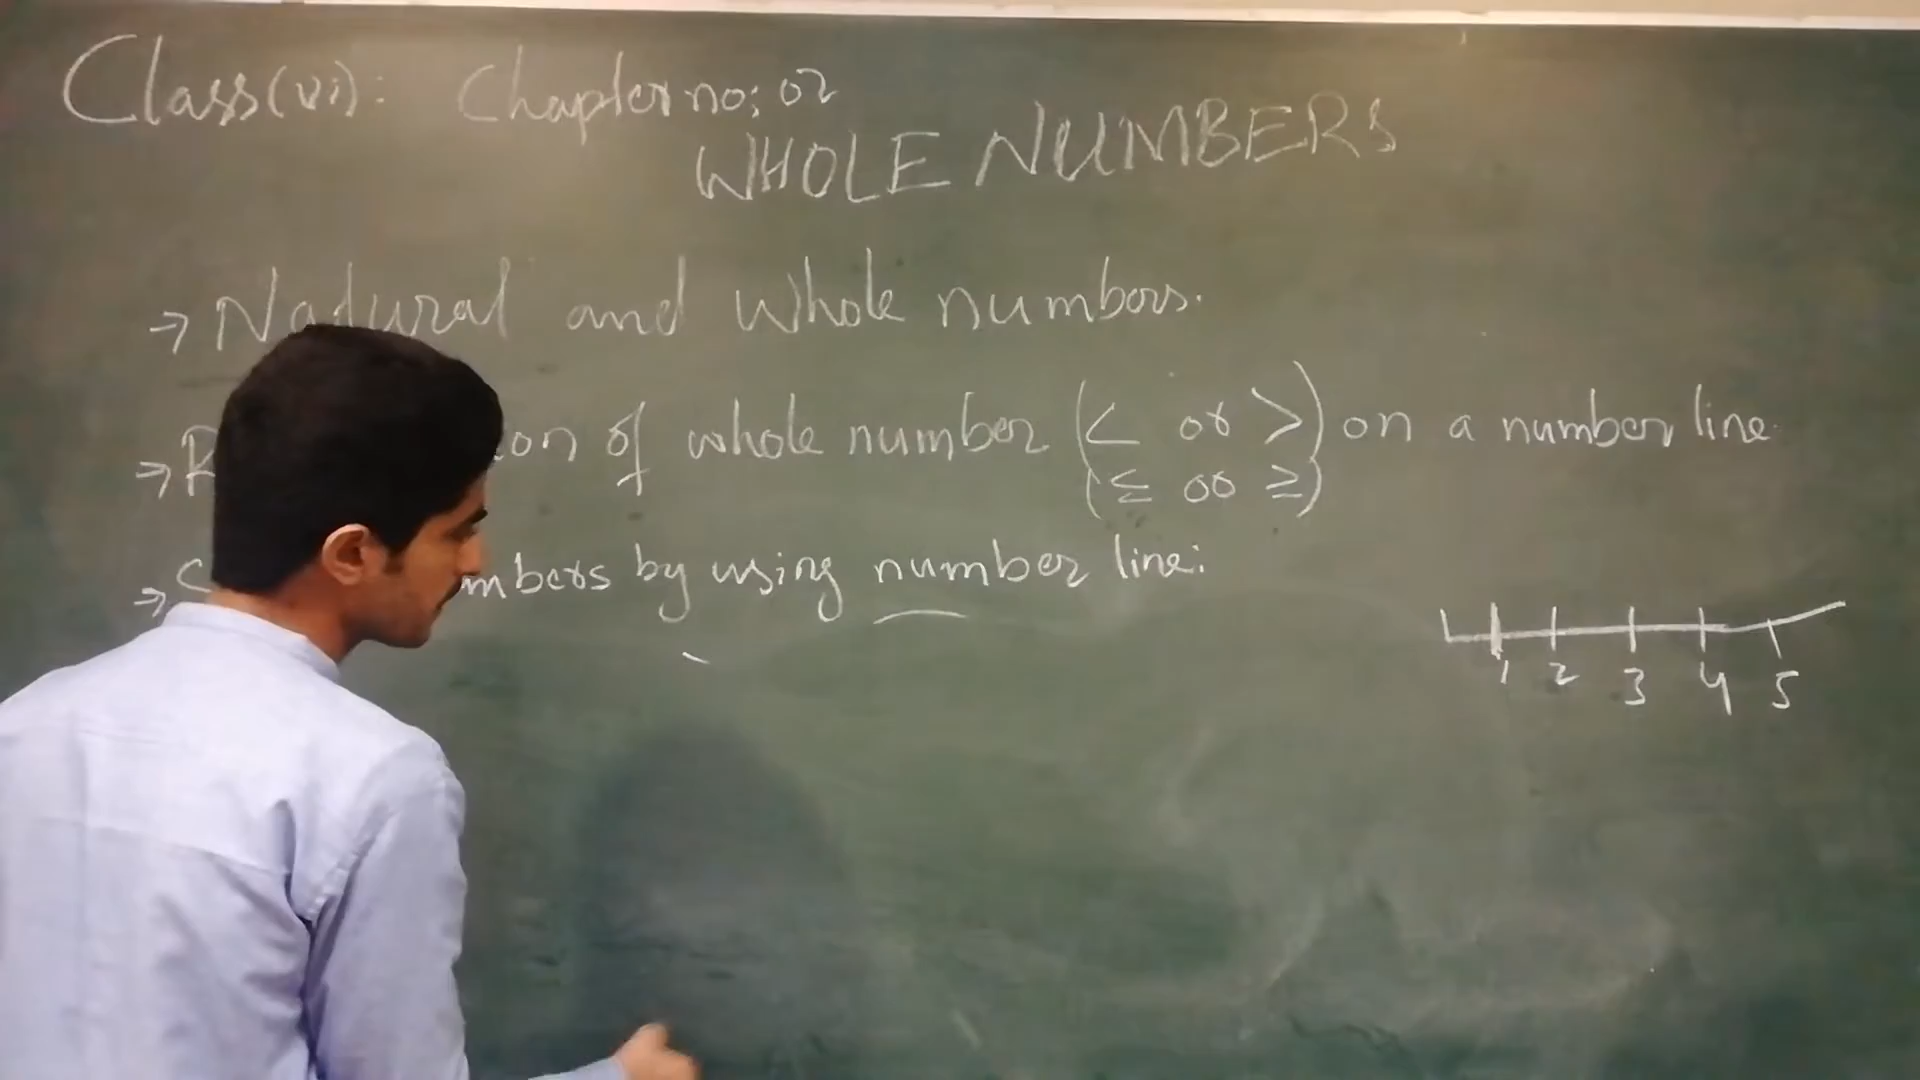 Class(vi): Chapter no; 02
WHOLE NUMBERS
→ Natural and whole numbers.
→ of whole number (< or >) on a number line
(≤ or ≥)
→ by using number line:
1 2 3 4 5